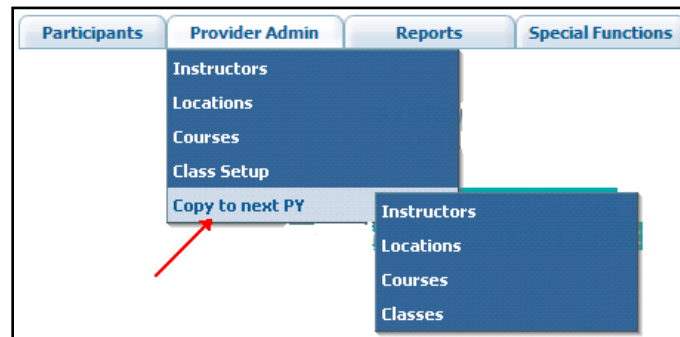 Participants Provider Admin Reports Special Functions
Instructors
Locations
Courses
Class Setup
Copy to next PY
Instructors
Locations
Courses
Classes